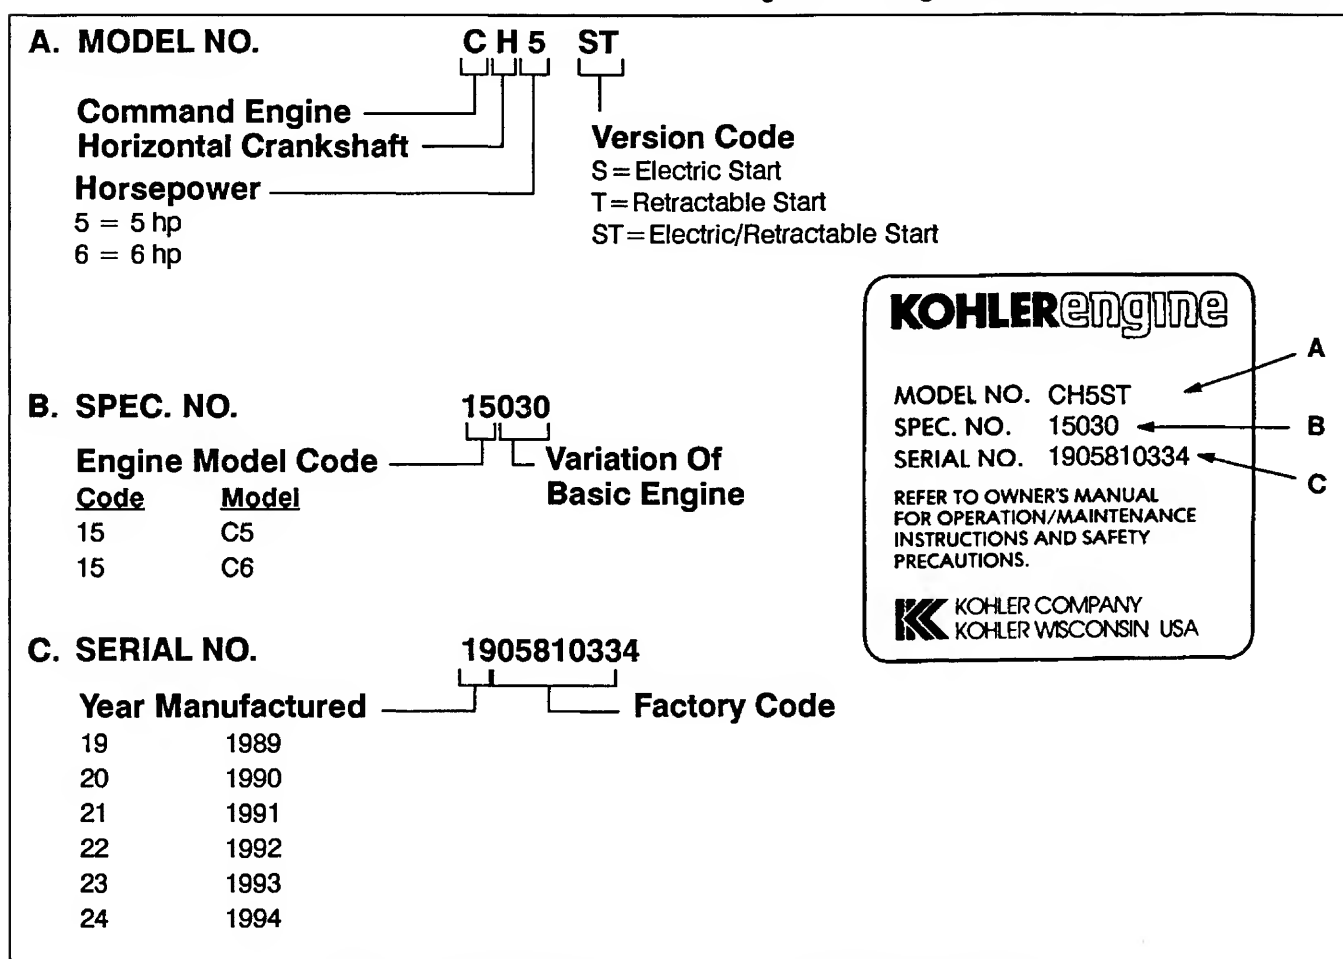 A. MODEL NO. C H 5 ST
Command Engine
Horizontal Crankshaft
Horsepower
5 = 5 hp
6 = 6 hp
Version Code
S = Electric Start
T = Retractable Start
ST = Electric/Retractable Start
KOHLERengine
MODEL NO. CH5ST
SPEC. NO. 15030
SERIAL NO. 1905810334
REFER TO OWNER'S MANUAL
FOR OPERATION/MAINTENANCE
INSTRUCTIONS AND SAFETY
PRECAUTIONS.
KOHLER COMPANY
KOHLER WISCONSIN USA
A
B
C
B. SPEC. NO. 15030
Engine Model Code
Variation Of
Basic Engine
Code Model
15 C5
15 C6
C. SERIAL NO. 1905810334
Year Manufactured
Factory Code
19 1989
20 1990
21 1991
22 1992
23 1993
24 1994